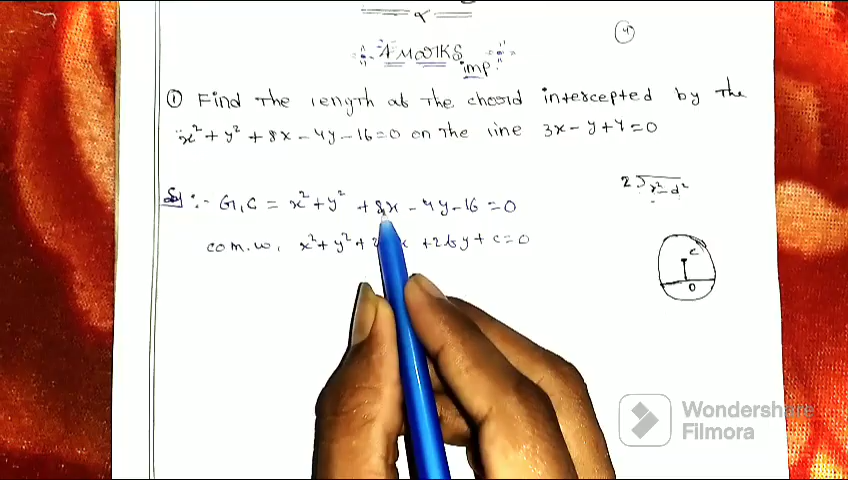 4 marks
imp
(4)
① Find The length of The chord intercepted by The
x² + y² + 8x - 4y - 16 = 0 on The line 3x - y + 4 = 0
2√r² - d²
Sol :- G.C = x² + y² + 8x - 4y - 16 = 0
com.w. x² + y² + 2 x + 2fy + c = 0
C
D
Wondershare
Filmora